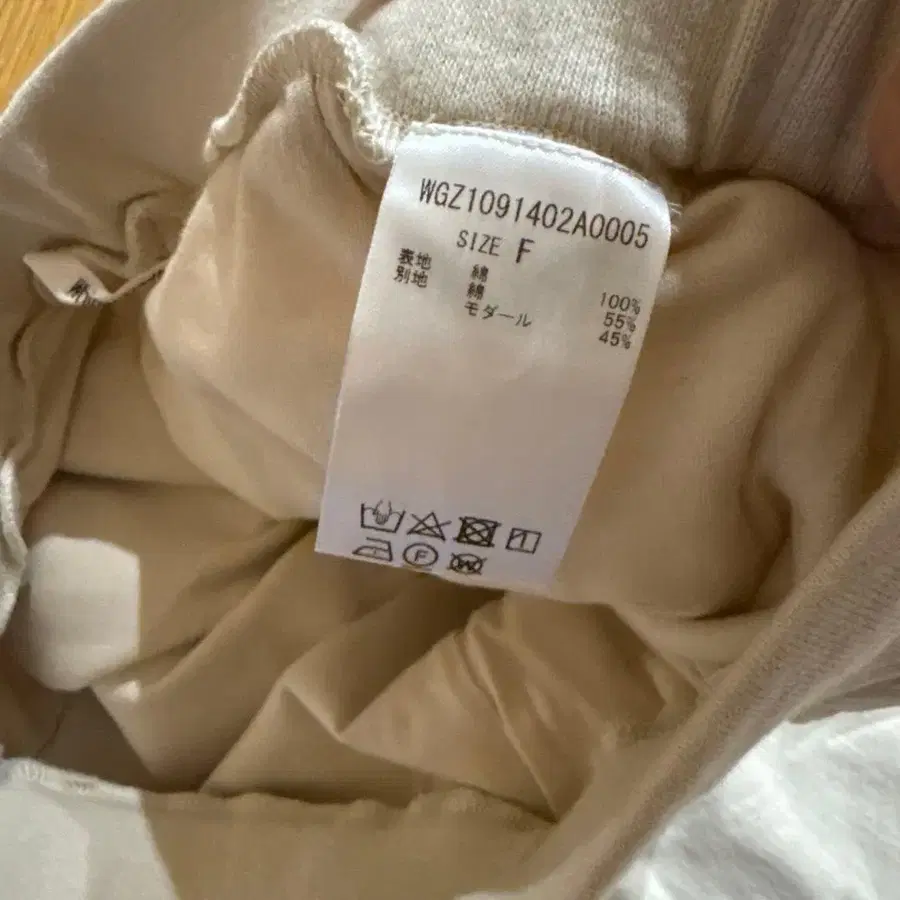 WGZ1091402A0005
SIZE F
表地 綿 100%
別地 綿 55%
モダール 45%
F
W